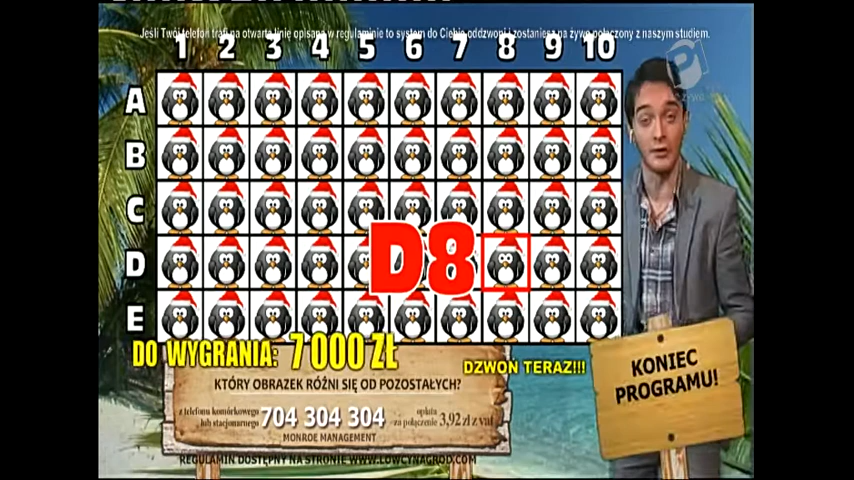 Jeśli Twój telefon trafi na otwartą linię opisaną w regulaminie to system do Ciebie oddzwoni i zostaniesz na żywo połączony z naszym studiem.
1 2 3 4 5 6 7 8 9 10
A
B
C
D
D8
E
DO WYGRANIA: 7 000 ZŁ
DZWOŃ TERAZ!!!
KONIEC
PROGRAMU!
KTÓRY OBRAZEK RÓŻNI SIĘ OD POZOSTAŁYCH?
z telefonu komórkowego
lub stacjonarnego
704 304 304
opłata
za połączenie 3,92 zł z vat
MONROE MANAGEMENT
REGULAMIN DOSTĘPNY NA STRONIE WWW.LOWCYNAGROD.COM